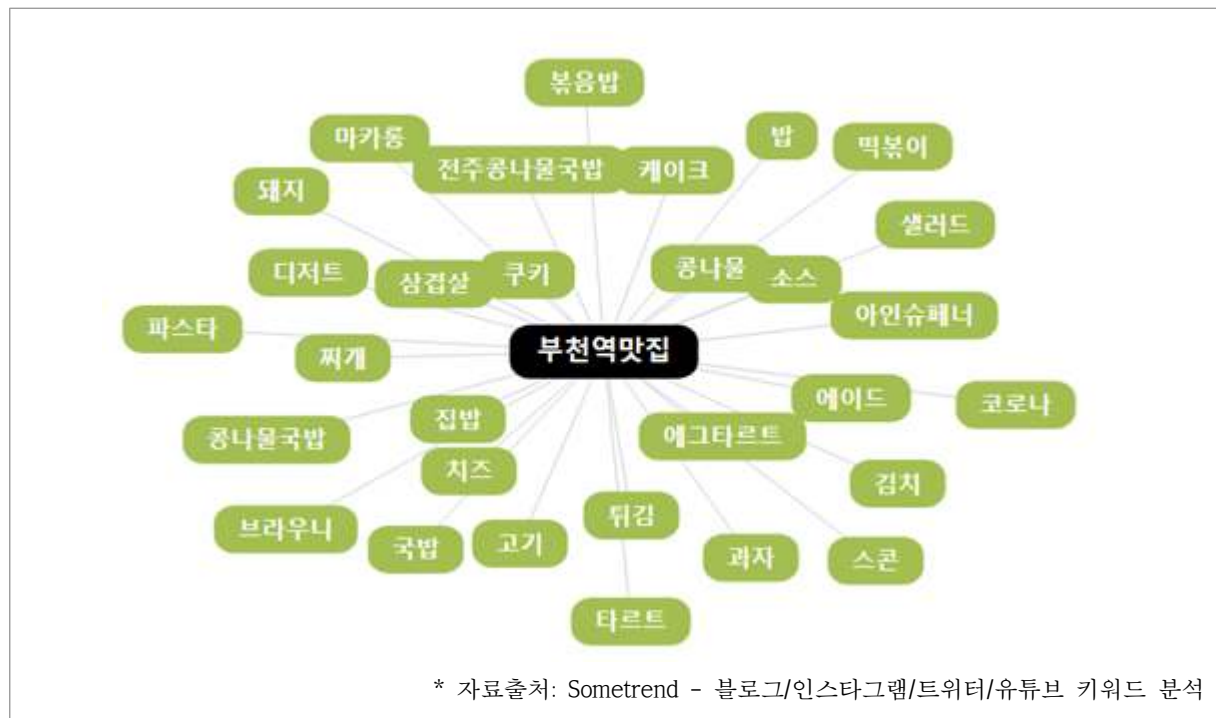 볶음밥
마카롱
밥
떡볶이
전주콩나물국밥
케이크
돼지
샐러드
디저트
삼겹살
쿠키
콩나물
소스
아인슈패너
파스타
찌개
부천역맛집
에이드
코로나
콩나물국밥
집밥
에그타르트
치즈
김치
브라우니
국밥
고기
튀김
과자
스콘
타르트
* 자료출처: Sometrend - 블로그/인스타그램/트위터/유튜브 키워드 분석